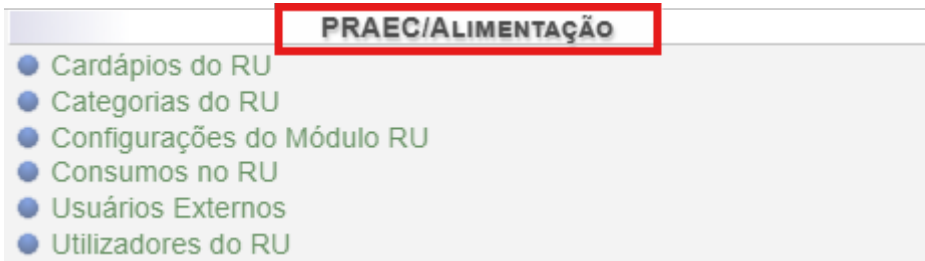 PRAEC/ALIMENTAÇÃO
Cardápios do RU
Categorias do RU
Configurações do Módulo RU
Consumos no RU
Usuários Externos
Utilizadores do RU